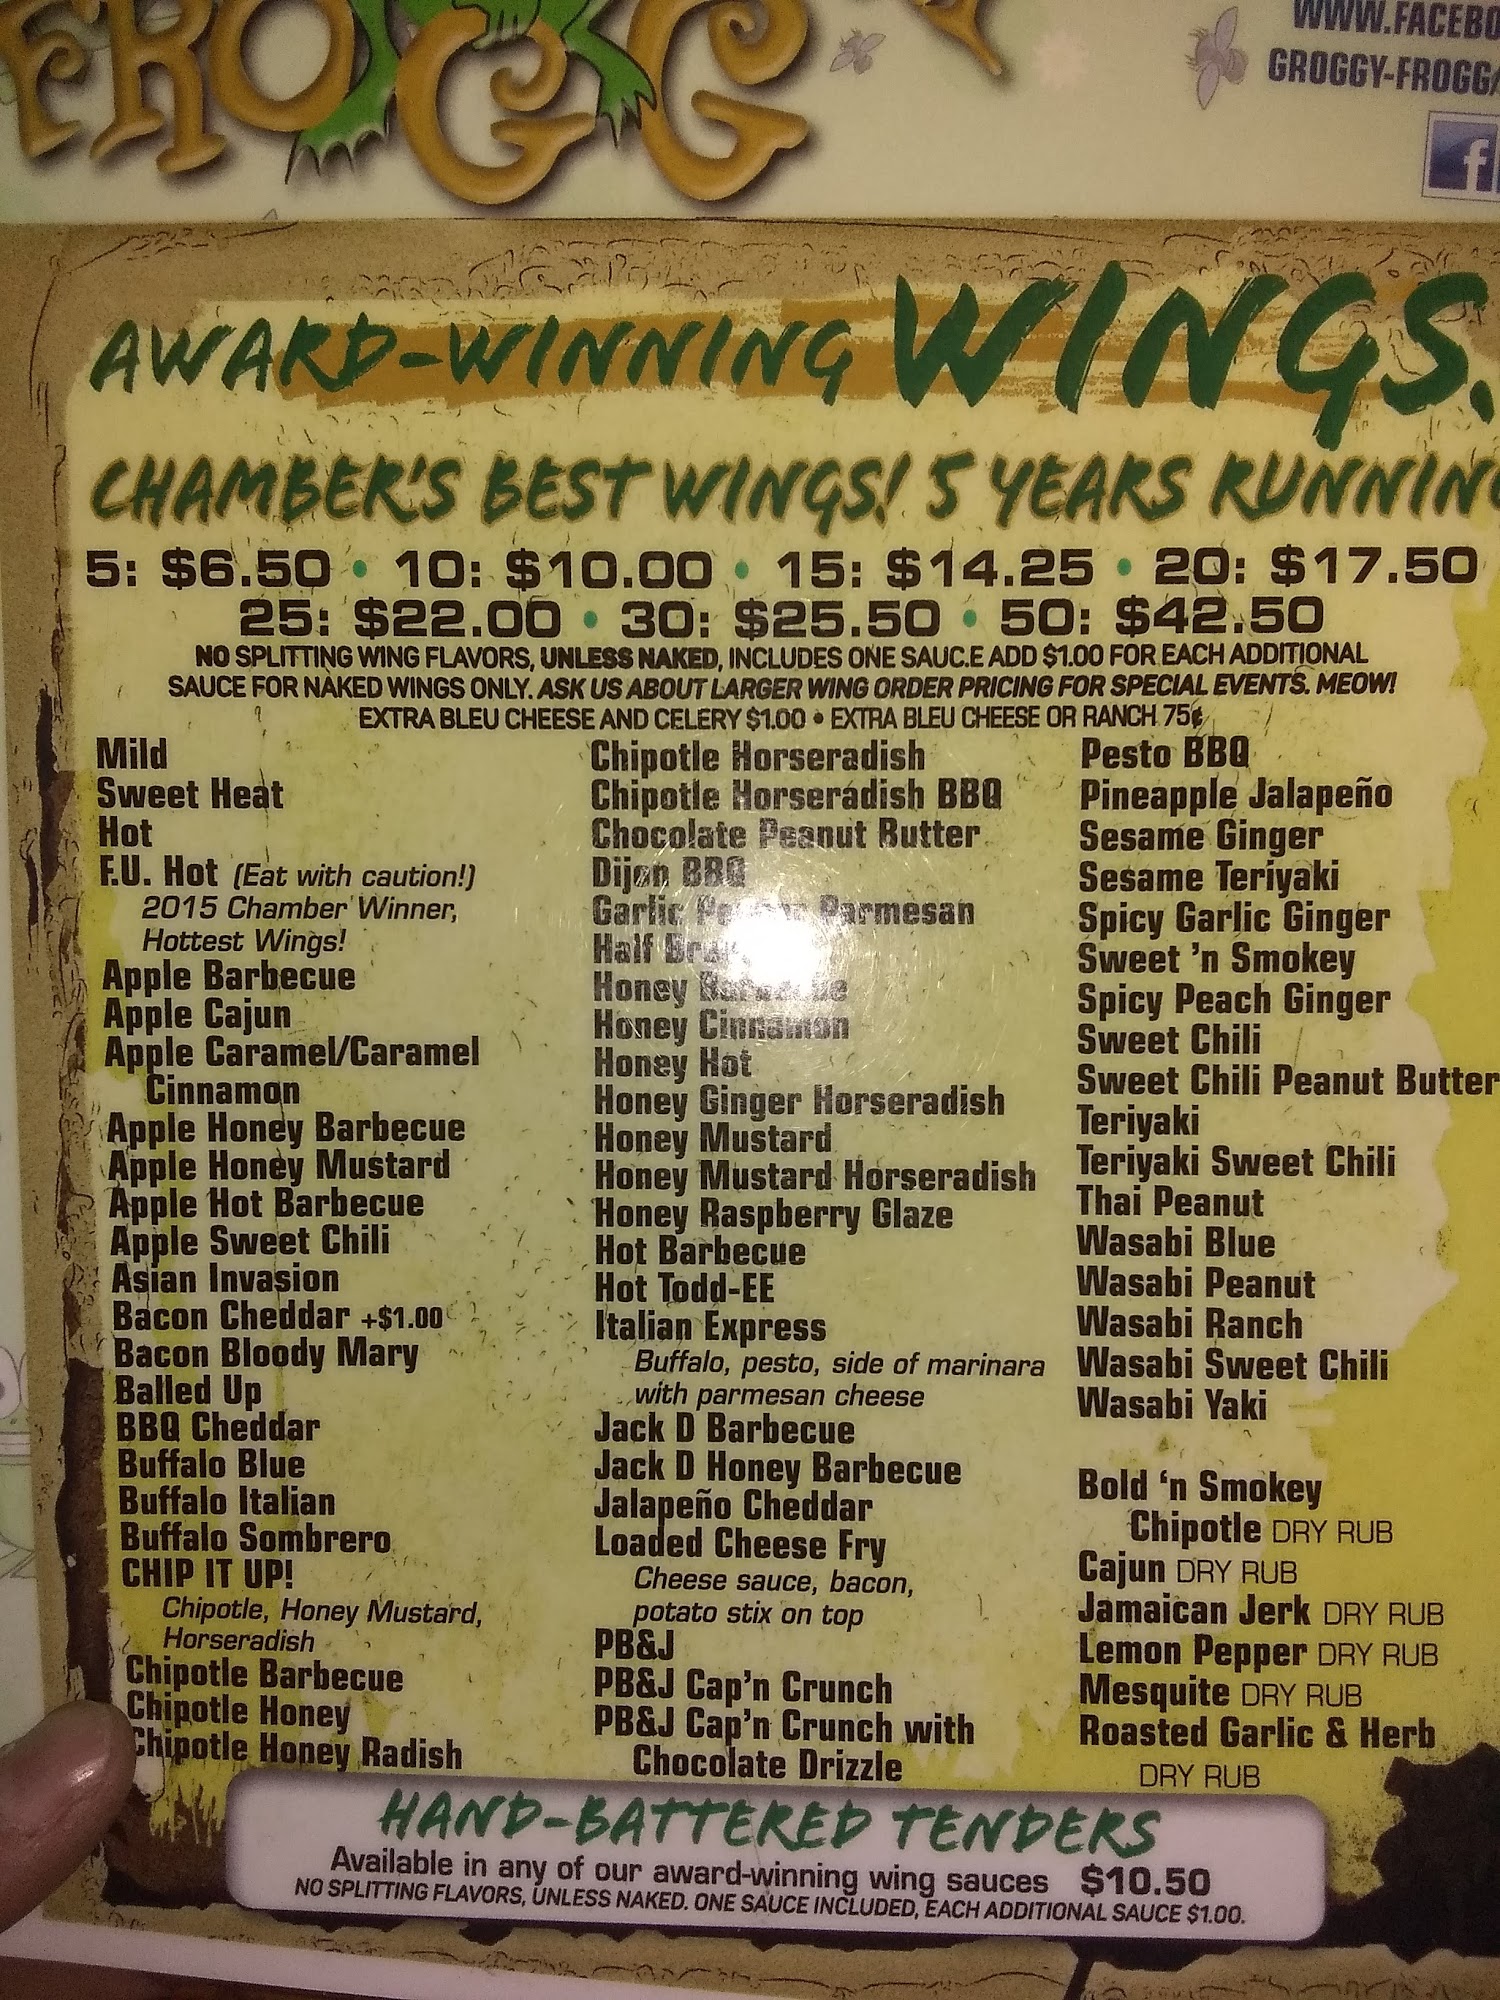 FROGG
WWW.FACEBO
GROGGY-FROGG
f
AWARD-WINNING WINGS.
CHAMBER'S BEST WINGS! 5 YEARS RUNNING
5: $6.50 • 10: $10.00 • 15: $14.25 • 20: $17.50
25: $22.00 • 30: $25.50 • 50: $42.50
NO SPLITTING WING FLAVORS, UNLESS NAKED, INCLUDES ONE SAUC.E ADD $1.00 FOR EACH ADDITIONAL
SAUCE FOR NAKED WINGS ONLY. ASK US ABOUT LARGER WING ORDER PRICING FOR SPECIAL EVENTS. MEOW!
EXTRA BLEU CHEESE AND CELERY $1.00 • EXTRA BLEU CHEESE OR RANCH 75¢
Mild
Sweet Heat
Hot
F.U. Hot (Eat with caution!)
2015 Chamber Winner,
Hottest Wings!
Apple Barbecue
Apple Cajun
Apple Caramel/Caramel
Cinnamon
Apple Honey Barbecue
Apple Honey Mustard
Apple Hot Barbecue
Apple Sweet Chili
Asian Invasion
Bacon Cheddar +$1.00
Bacon Bloody Mary
Balled Up
BBQ Cheddar
Buffalo Blue
Buffalo Italian
Buffalo Sombrero
CHIP IT UP!
Chipotle, Honey Mustard,
Horseradish
Chipotle Barbecue
Chipotle Honey
Chipotle Honey Radish
Chipotle Horseradish
Chipotle Horseradish BBQ
Chocolate Peanut Butter
Dijon BBQ
Garlic Parmesan
Half
Honey Barbecue
Honey Cinnamon
Honey Hot
Honey Ginger Horseradish
Honey Mustard
Honey Mustard Horseradish
Honey Raspberry Glaze
Hot Barbecue
Hot Todd-EE
Italian Express
Buffalo, pesto, side of marinara
with parmesan cheese
Jack D Barbecue
Jack D Honey Barbecue
Jalapeño Cheddar
Loaded Cheese Fry
Cheese sauce, bacon,
potato stix on top
PB&J
PB&J Cap'n Crunch
PB&J Cap'n Crunch with
Chocolate Drizzle
Pesto BBQ
Pineapple Jalapeño
Sesame Ginger
Sesame Teriyaki
Spicy Garlic Ginger
Sweet 'n Smokey
Spicy Peach Ginger
Sweet Chili
Sweet Chili Peanut Butter
Teriyaki
Teriyaki Sweet Chili
Thai Peanut
Wasabi Blue
Wasabi Peanut
Wasabi Ranch
Wasabi Sweet Chili
Wasabi Yaki
Bold 'n Smokey
Chipotle DRY RUB
Cajun DRY RUB
Jamaican Jerk DRY RUB
Lemon Pepper DRY RUB
Mesquite DRY RUB
Roasted Garlic & Herb
DRY RUB
HAND-BATTERED TENDERS
Available in any of our award-winning wing sauces $10.50
NO SPLITTING FLAVORS, UNLESS NAKED. ONE SAUCE INCLUDED, EACH ADDITIONAL SAUCE $1.00.